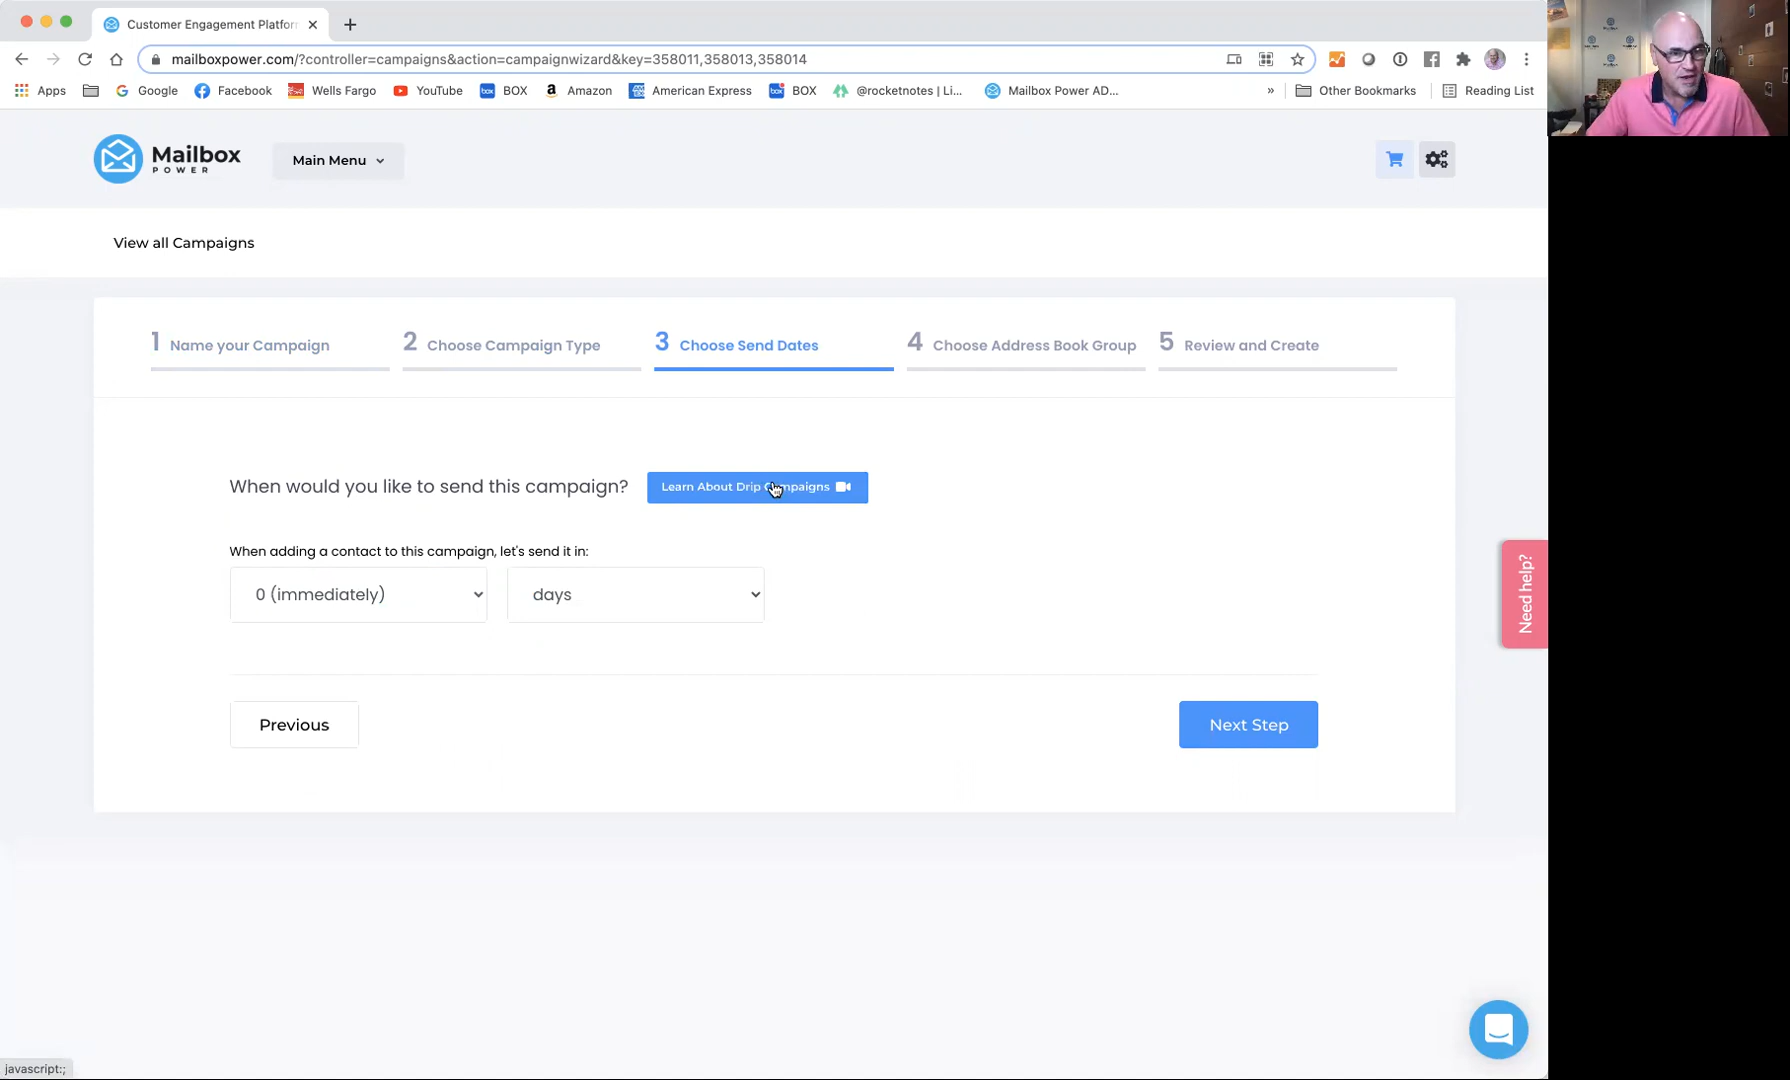 Customer Engagement Platfor
mailboxpower.com/?controller=campaigns&action=campaignwizard&key=358011,358013,358014
Apps
Google
Facebook
Wells Fargo
YouTube
BOX
Amazon
American Express
BOX
@rocketnotes | Li...
Mailbox Power AD...
»
Other Bookmarks
Reading List
Mailbox
POWER
Main Menu
View all Campaigns
1 Name your Campaign
2 Choose Campaign Type
3 Choose Send Dates
4 Choose Address Book Group
5 Review and Create
When would you like to send this campaign?
Learn About Drip Campaigns
When adding a contact to this campaign, let's send it in:
0 (immediately)
days
Need help?
Previous
Next Step
javascript:;